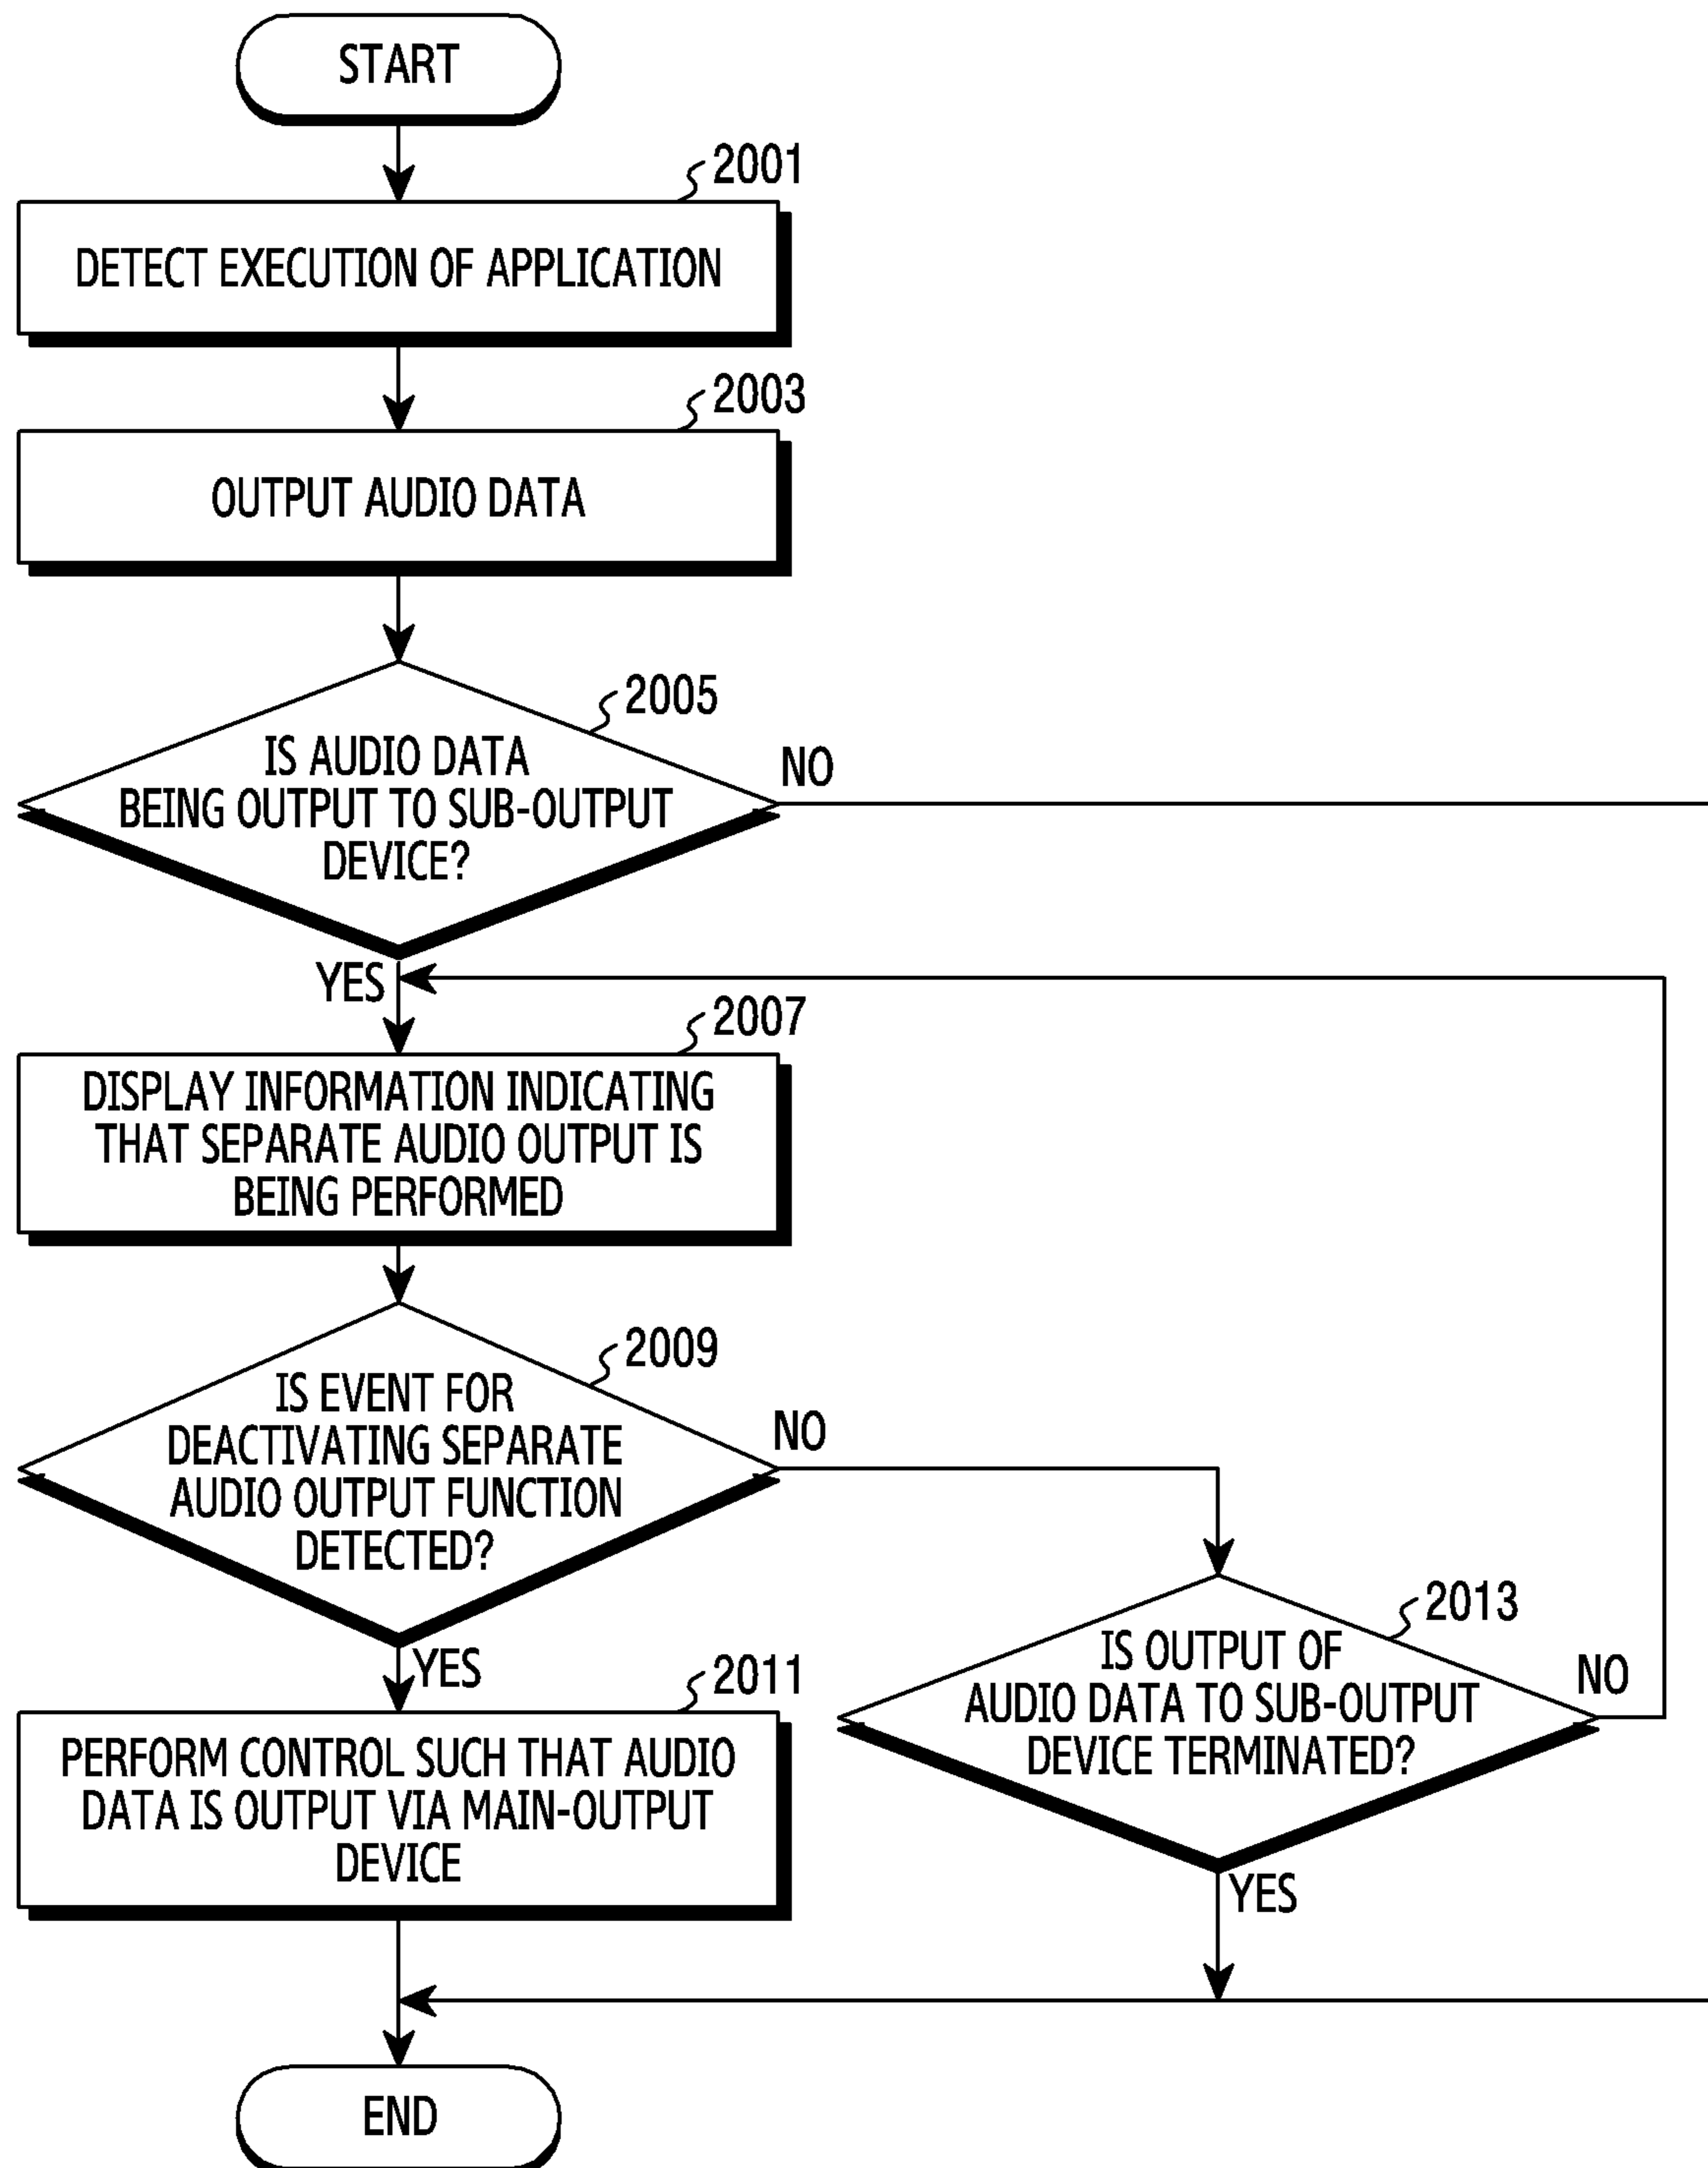 START
2001
DETECT EXECUTION OF APPLICATION
2003
OUTPUT AUDIO DATA
2005
IS AUDIO DATA
BEING OUTPUT TO SUB-OUTPUT
DEVICE?
NO
YES
2007
DISPLAY INFORMATION INDICATING
THAT SEPARATE AUDIO OUTPUT IS
BEING PERFORMED
2009
IS EVENT FOR
DEACTIVATING SEPARATE
AUDIO OUTPUT FUNCTION
DETECTED?
NO
YES
2011
PERFORM CONTROL SUCH THAT AUDIO
DATA IS OUTPUT VIA MAIN-OUTPUT
DEVICE
2013
IS OUTPUT OF
AUDIO DATA TO SUB-OUTPUT
DEVICE TERMINATED?
NO
YES
END